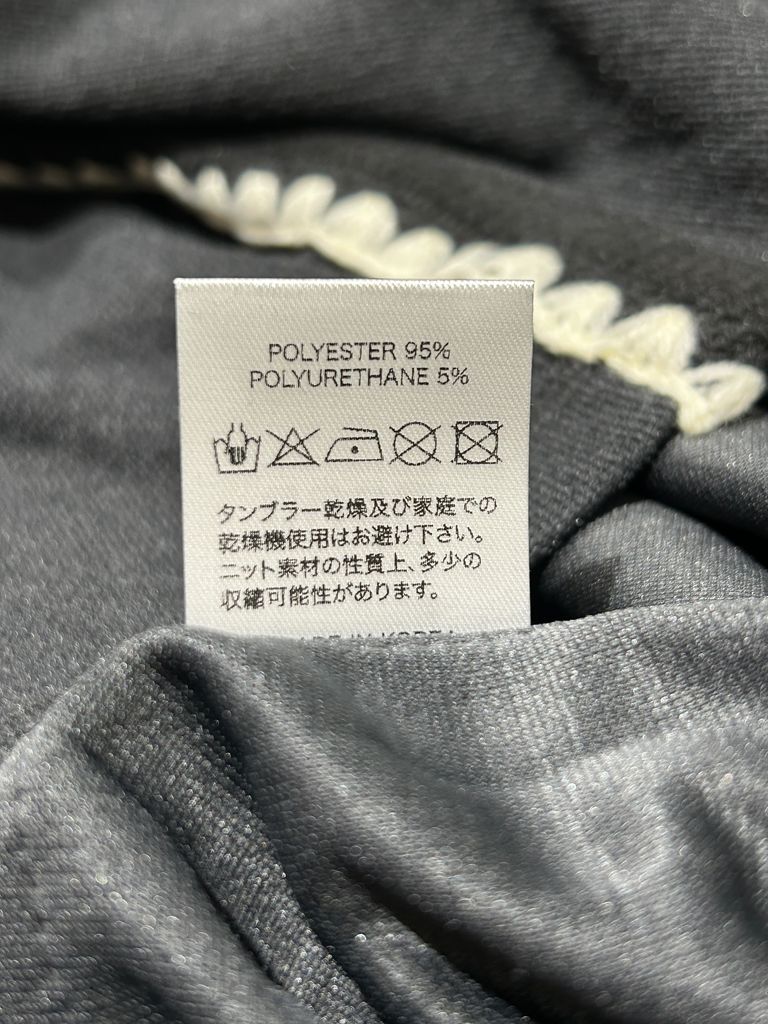 POLYESTER 95%
POLYURETHANE 5%
タンブラー乾燥及び家庭での
乾燥機使用はお避け下さい。
ニット素材の性質上、多少の
収縮可能性があります。
IN KOREA